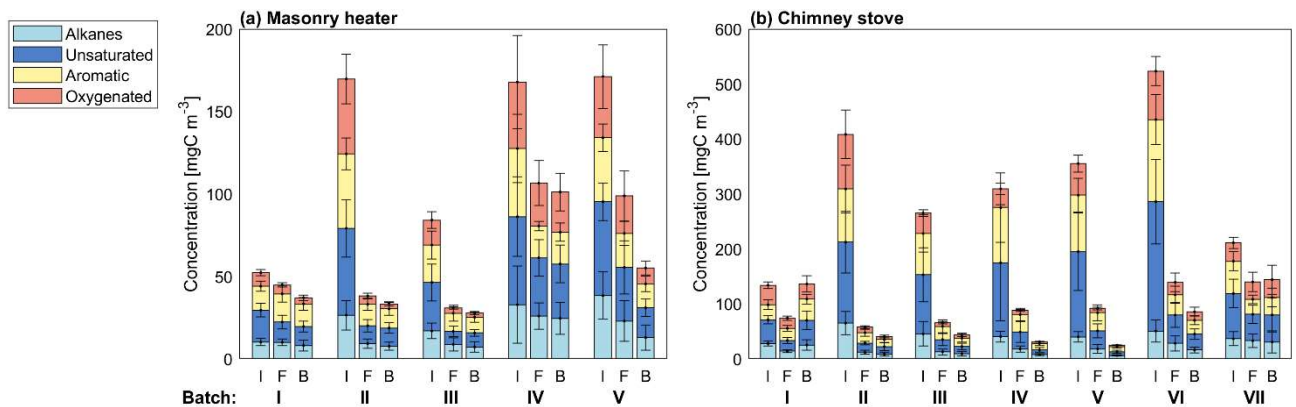 Alkanes
Unsaturated
Aromatic
Oxygenated
(a) Masonry heater
Concentration [mgC m-3]
200
150
100
50
0
I F B I F B I F B I F B I F B
Batch: I II III IV V
(b) Chimney stove
Concentration [mgC m-3]
600
500
400
300
200
100
0
I F B I F B I F B I F B I F B I F B I F B
I II III IV V VI VII